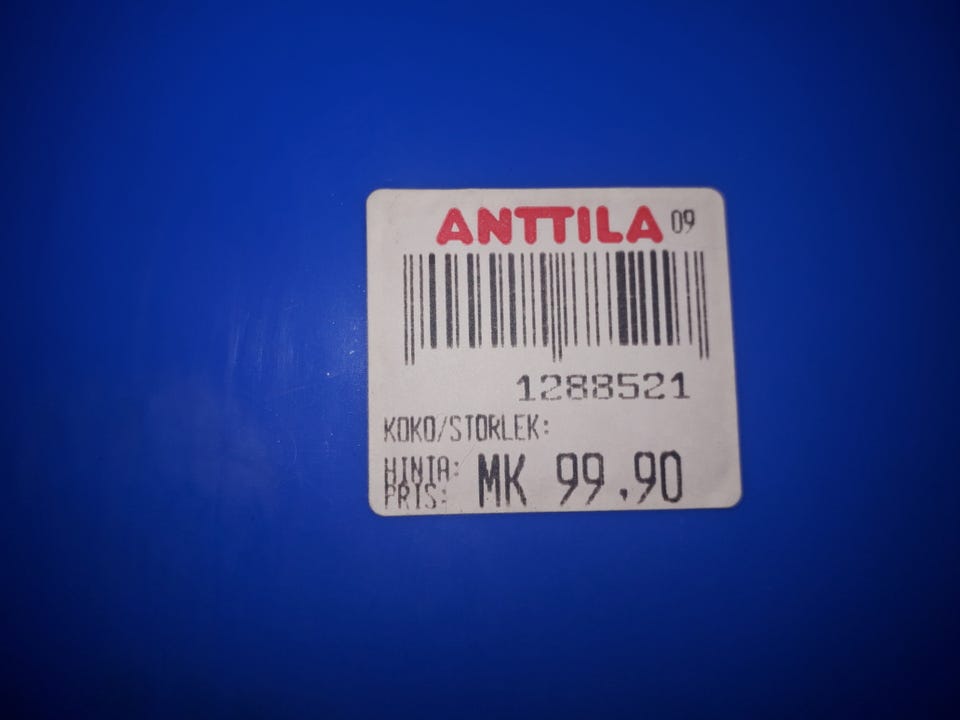 ANTTILA 09
1288521
KOKO/STORLEK:
HINTA: MK 99.90
PRIS: